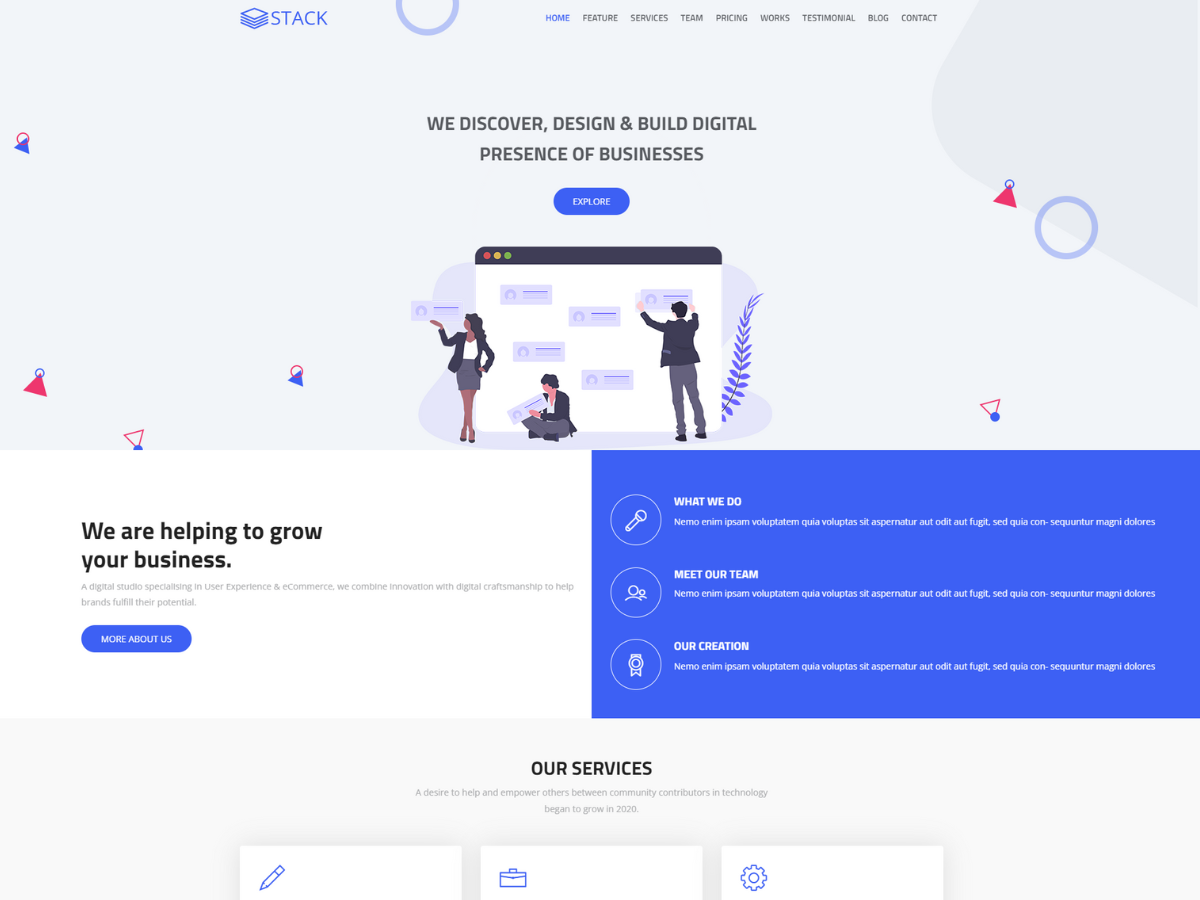 STACK
HOME FEATURE SERVICES TEAM PRICING WORKS TESTIMONIAL BLOG CONTACT
WE DISCOVER, DESIGN & BUILD DIGITAL
PRESENCE OF BUSINESSES
EXPLORE
We are helping to grow
your business.
A digital studio specialising in User Experience & eCommerce, we combine innovation with digital craftsmanship to help
brands fulfill their potential.
MORE ABOUT US
WHAT WE DO
Nemo enim ipsam voluptatem quia voluptas sit aspernatur aut odit aut fugit, sed quia con- sequuntur magni dolores
MEET OUR TEAM
Nemo enim ipsam voluptatem quia voluptas sit aspernatur aut odit aut fugit, sed quia con- sequuntur magni dolores
OUR CREATION
Nemo enim ipsam voluptatem quia voluptas sit aspernatur aut odit aut fugit, sed quia con- sequuntur magni dolores
OUR SERVICES
A desire to help and empower others between community contributors in technology
began to grow in 2020.